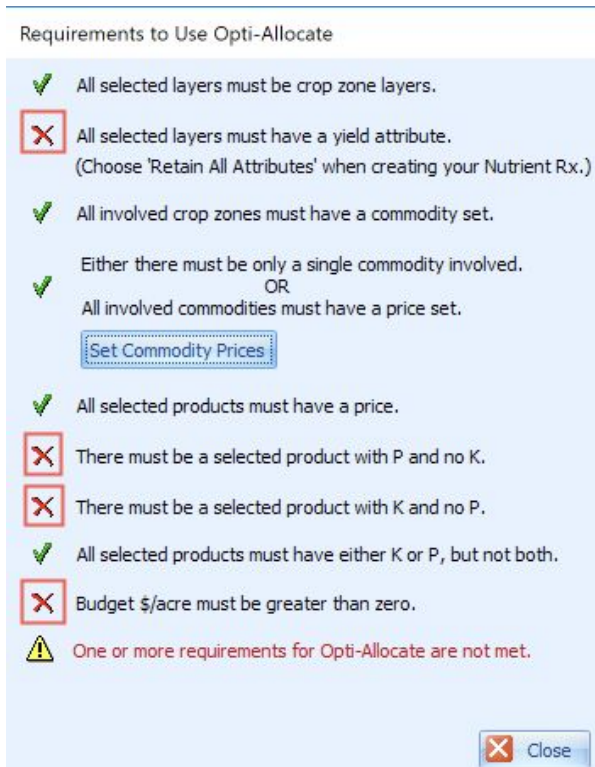 Requirements to Use Opti-Allocate
All selected layers must be crop zone layers.
All selected layers must have a yield attribute.
(Choose 'Retain All Attributes' when creating your Nutrient Rx.)
All involved crop zones must have a commodity set.
Either there must be only a single commodity involved.
OR
All involved commodities must have a price set.
Set Commodity Prices
All selected products must have a price.
There must be a selected product with P and no K.
There must be a selected product with K and no P.
All selected products must have either K or P, but not both.
Budget $/acre must be greater than zero.
One or more requirements for Opti-Allocate are not met.
Close